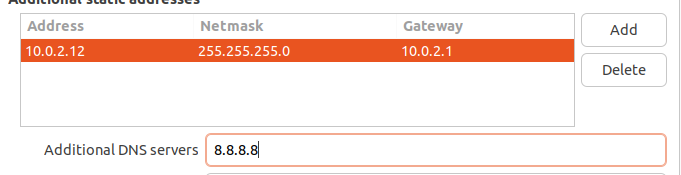 Additional static addresses
Address Netmask Gateway
10.0.2.12 255.255.255.0 10.0.2.1
Add
Delete
Additional DNS servers 8.8.8.8